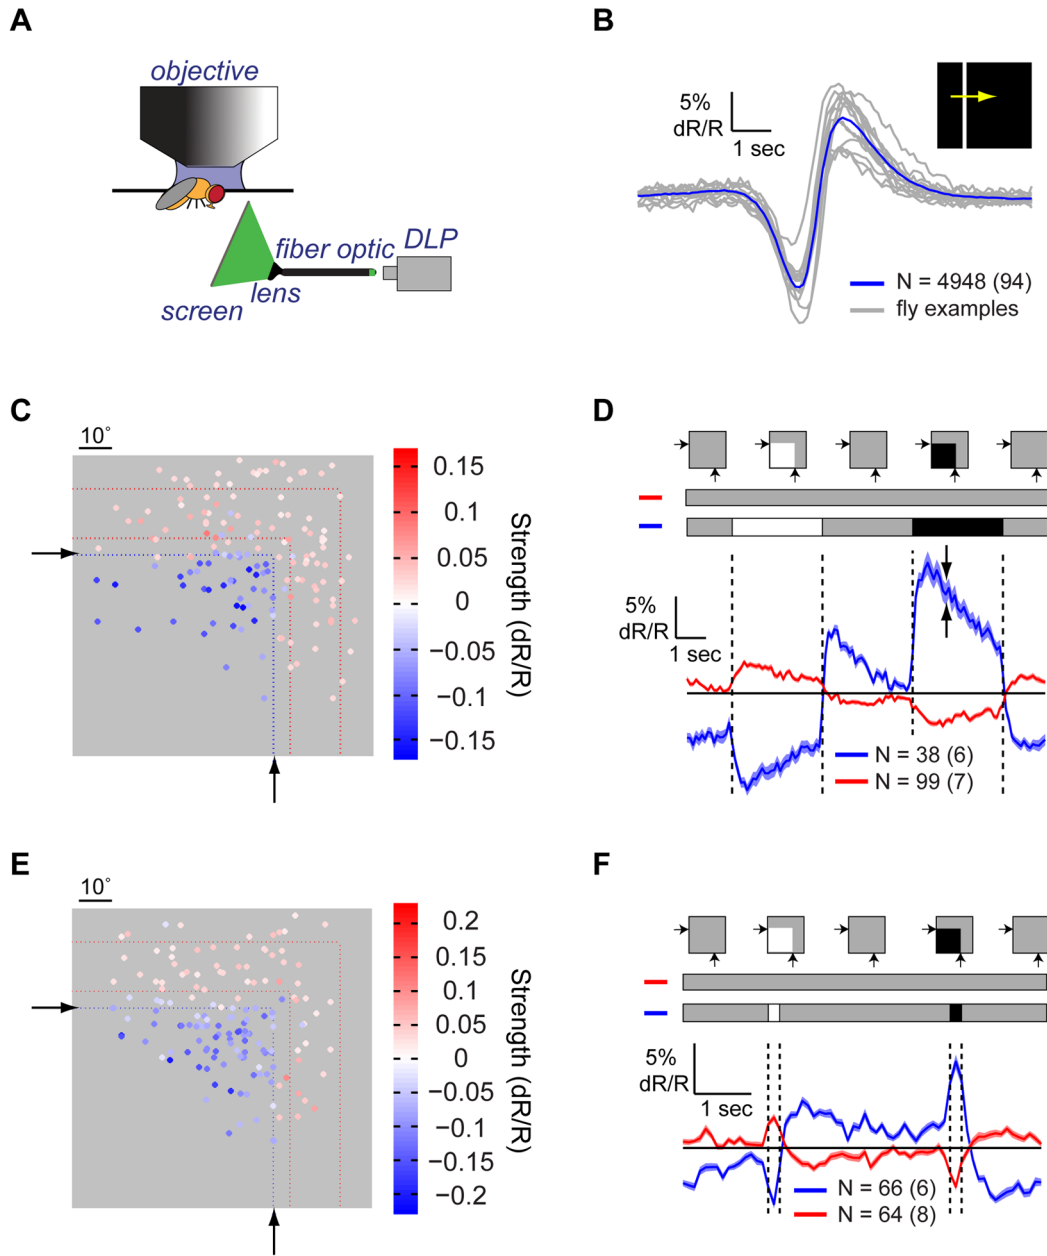 A
objective
fiber optic
DLP
lens
screen
B
5%
dR/R
1 sec
N = 4948 (94)
fly examples
C
10°
0.15
0.1
0.05
0
−0.05
−0.1
−0.15
Strength (dR/R)
D
5%
dR/R
1 sec
N = 38 (6)
N = 99 (7)
E
10°
0.2
0.15
0.1
0.05
0
−0.05
−0.1
−0.15
−0.2
Strength (dR/R)
F
5%
dR/R
1 sec
N = 66 (6)
N = 64 (8)